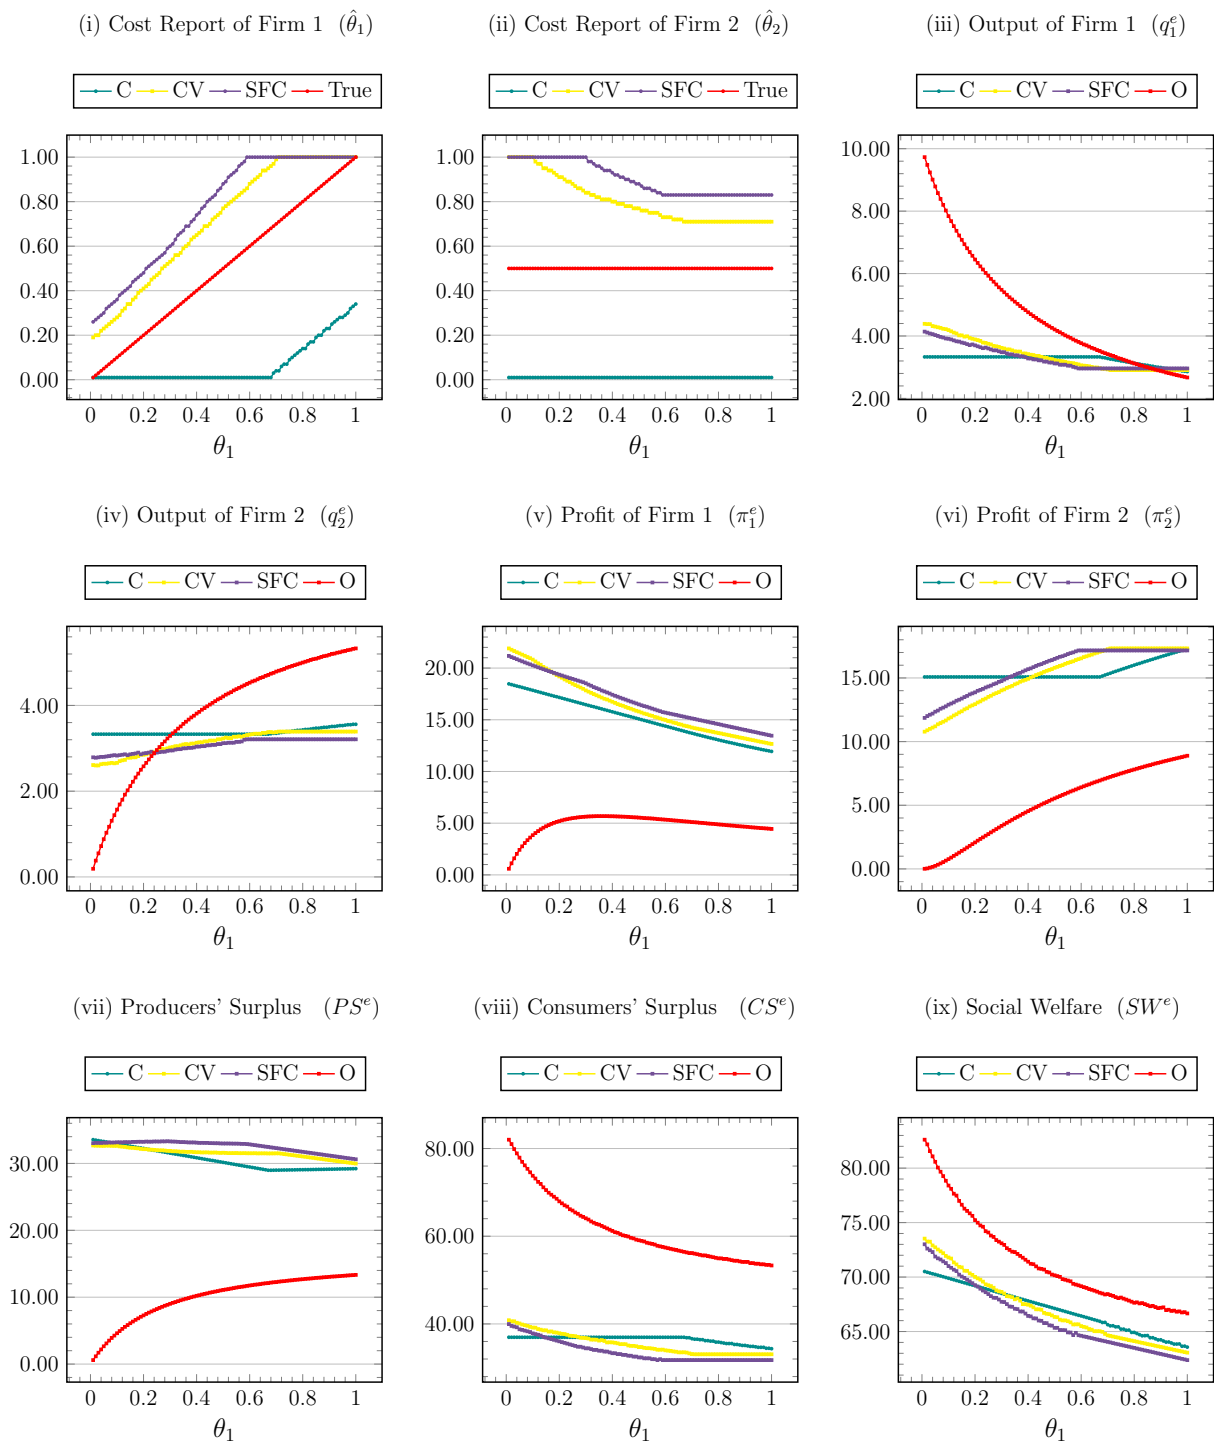 (i) Cost Report of Firm 1 (θ̂₁)
C CV SFC True
1.00
0.80
0.60
0.40
0.20
0.00
0 0.2 0.4 0.6 0.8 1
θ₁
(ii) Cost Report of Firm 2 (θ̂₂)
C CV SFC True
1.00
0.80
0.60
0.40
0.20
0.00
0 0.2 0.4 0.6 0.8 1
θ₁
(iii) Output of Firm 1 (q₁ᵉ)
C CV SFC O
10.00
8.00
6.00
4.00
2.00
0 0.2 0.4 0.6 0.8 1
θ₁
(iv) Output of Firm 2 (q₂ᵉ)
C CV SFC O
4.00
2.00
0.00
0 0.2 0.4 0.6 0.8 1
θ₁
(v) Profit of Firm 1 (π₁ᵉ)
C CV SFC O
20.00
15.00
10.00
5.00
0.00
0 0.2 0.4 0.6 0.8 1
θ₁
(vi) Profit of Firm 2 (π₂ᵉ)
C CV SFC O
15.00
10.00
5.00
0.00
0 0.2 0.4 0.6 0.8 1
θ₁
(vii) Producers' Surplus (PSᵉ)
C CV SFC O
30.00
20.00
10.00
0.00
0 0.2 0.4 0.6 0.8 1
θ₁
(viii) Consumers' Surplus (CSᵉ)
C CV SFC O
80.00
60.00
40.00
0 0.2 0.4 0.6 0.8 1
θ₁
(ix) Social Welfare (SWᵉ)
C CV SFC O
80.00
75.00
70.00
65.00
0 0.2 0.4 0.6 0.8 1
θ₁